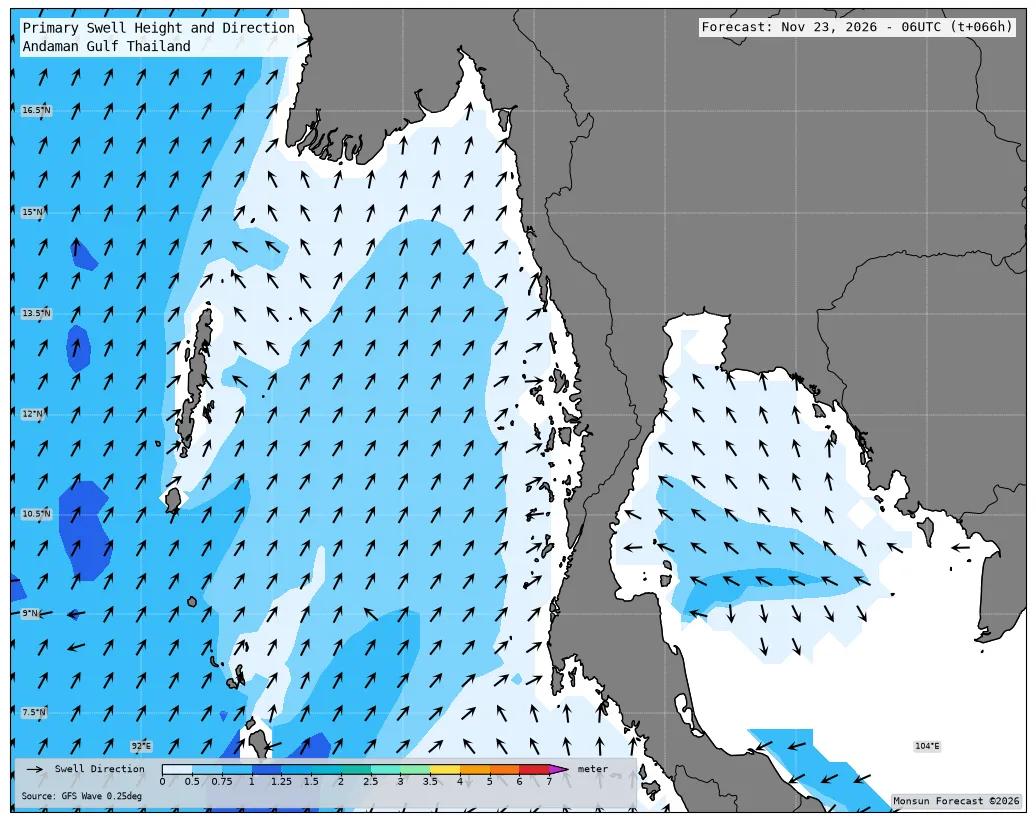 Primary Swell Height and Direction
Andaman Gulf Thailand
Forecast: Nov 23, 2026 - 06UTC (t+066h)
16.5°N
15°N
13.5°N
12°N
10.5°N
9°N
7.5°N
92°E
104°E
Swell Direction
meter
0 0.5 0.75 1 1.25 1.5 2 2.5 3 3.5 4 5 6 7
Source: GFS Wave 0.25deg
Monsun Forecast ©2026